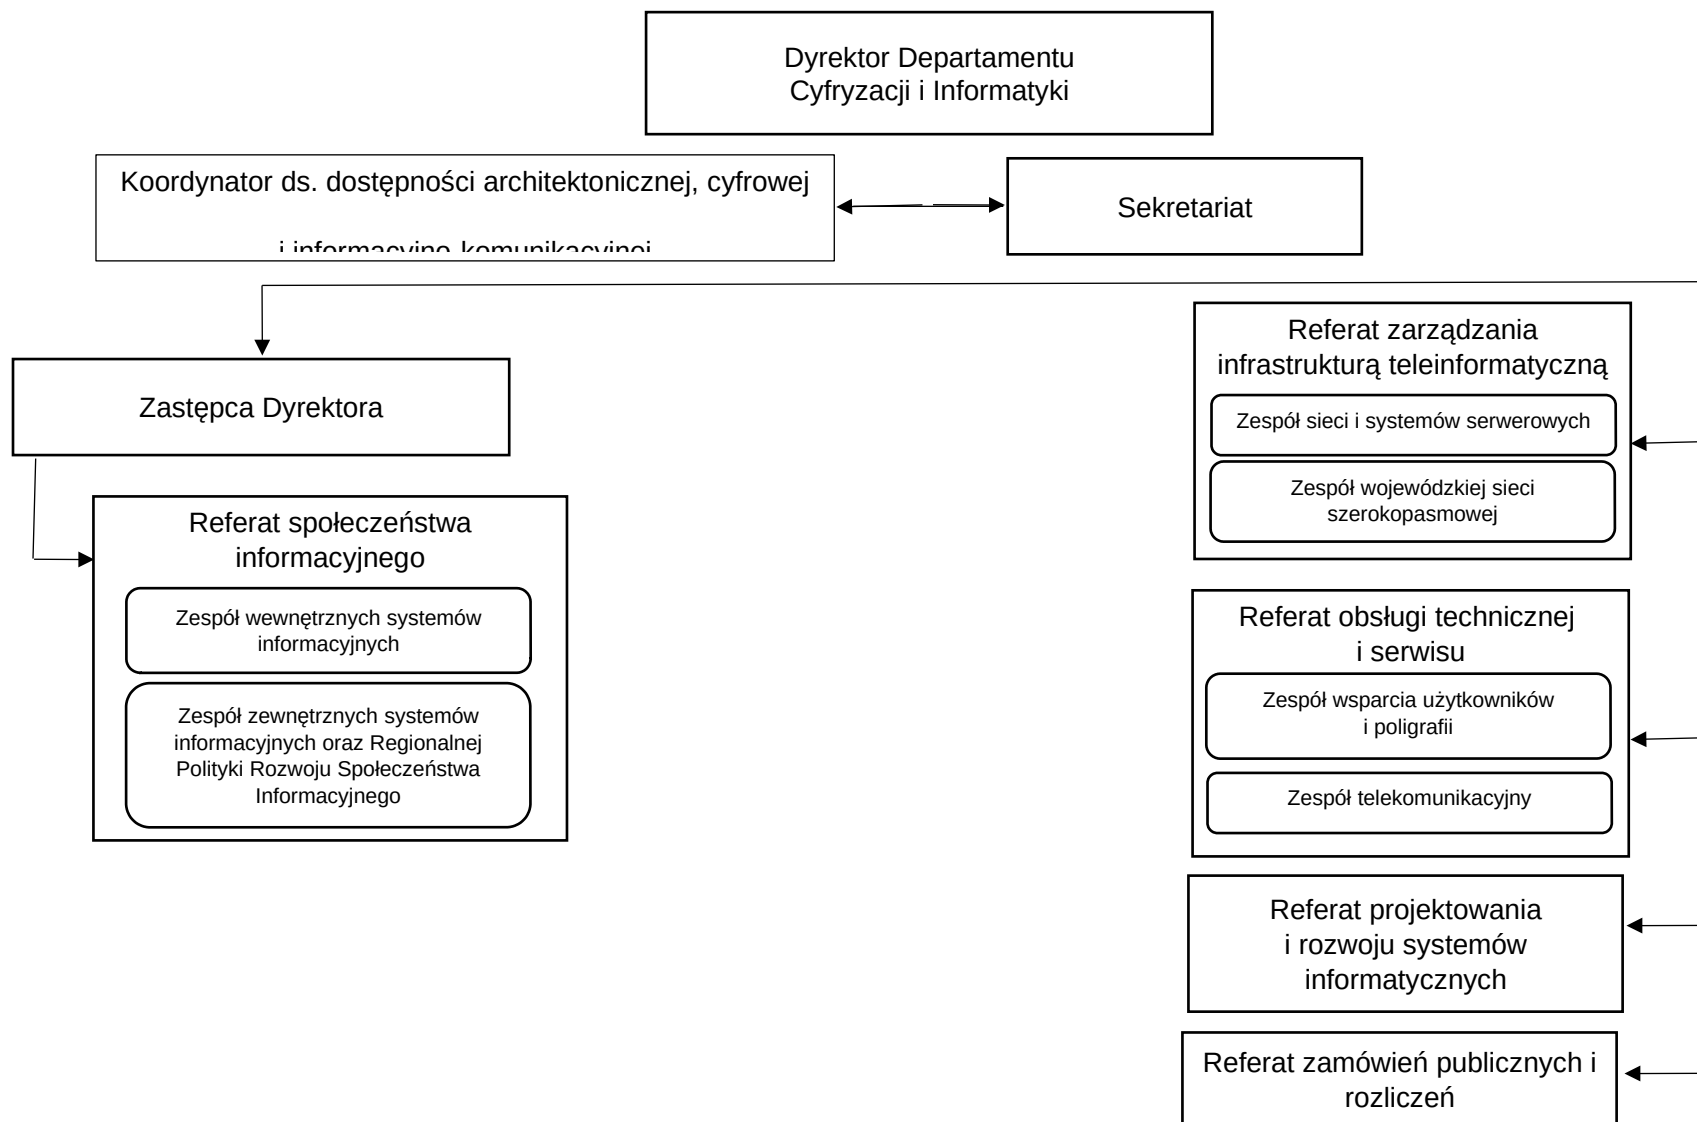 Dyrektor Departamentu
Cyfryzacji i Informatyki
Koordynator ds. dostępności architektonicznej, cyfrowej
i informacyjno-komunikacyjnej
Sekretariat
Zastępca Dyrektora
Referat społeczeństwa
informacyjnego
Zespół wewnętrznych systemów
informacyjnych
Zespół zewnętrznych systemów
informacyjnych oraz Regionalnej
Polityki Rozwoju Społeczeństwa
Informacyjnego
Referat zarządzania
infrastrukturą teleinformatyczną
Zespół sieci i systemów serwerowych
Zespół wojewódzkiej sieci
szerokopasmowej
Referat obsługi technicznej
i serwisu
Zespół wsparcia użytkowników
i poligrafii
Zespół telekomunikacyjny
Referat projektowania
i rozwoju systemów
informatycznych
Referat zamówień publicznych i
rozliczeń